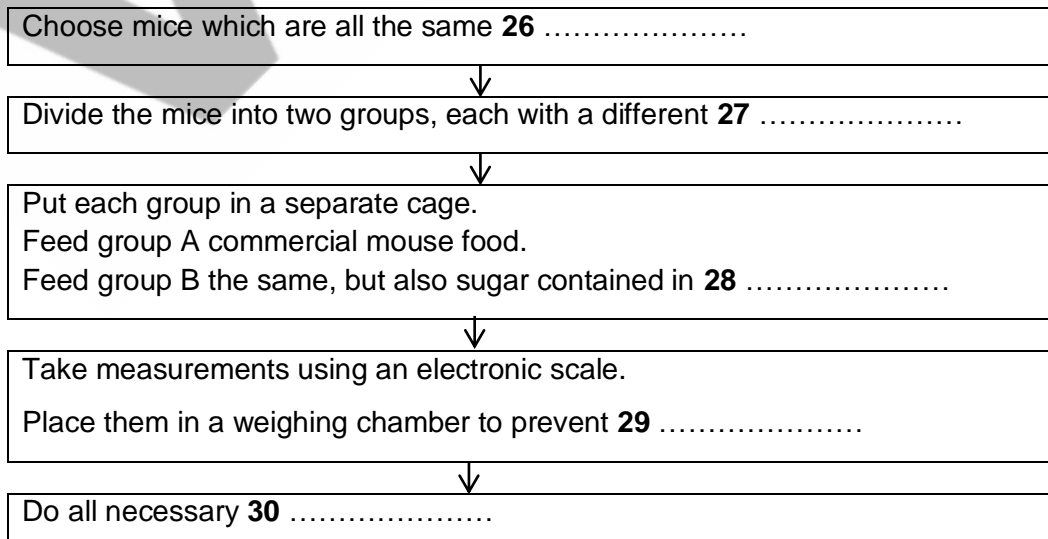 Choose mice which are all the same 26 …………………
Divide the mice into two groups, each with a different 27 …………………
Put each group in a separate cage.
Feed group A commercial mouse food.
Feed group B the same, but also sugar contained in 28 …………………
Take measurements using an electronic scale.
Place them in a weighing chamber to prevent 29 …………………
Do all necessary 30 …………………